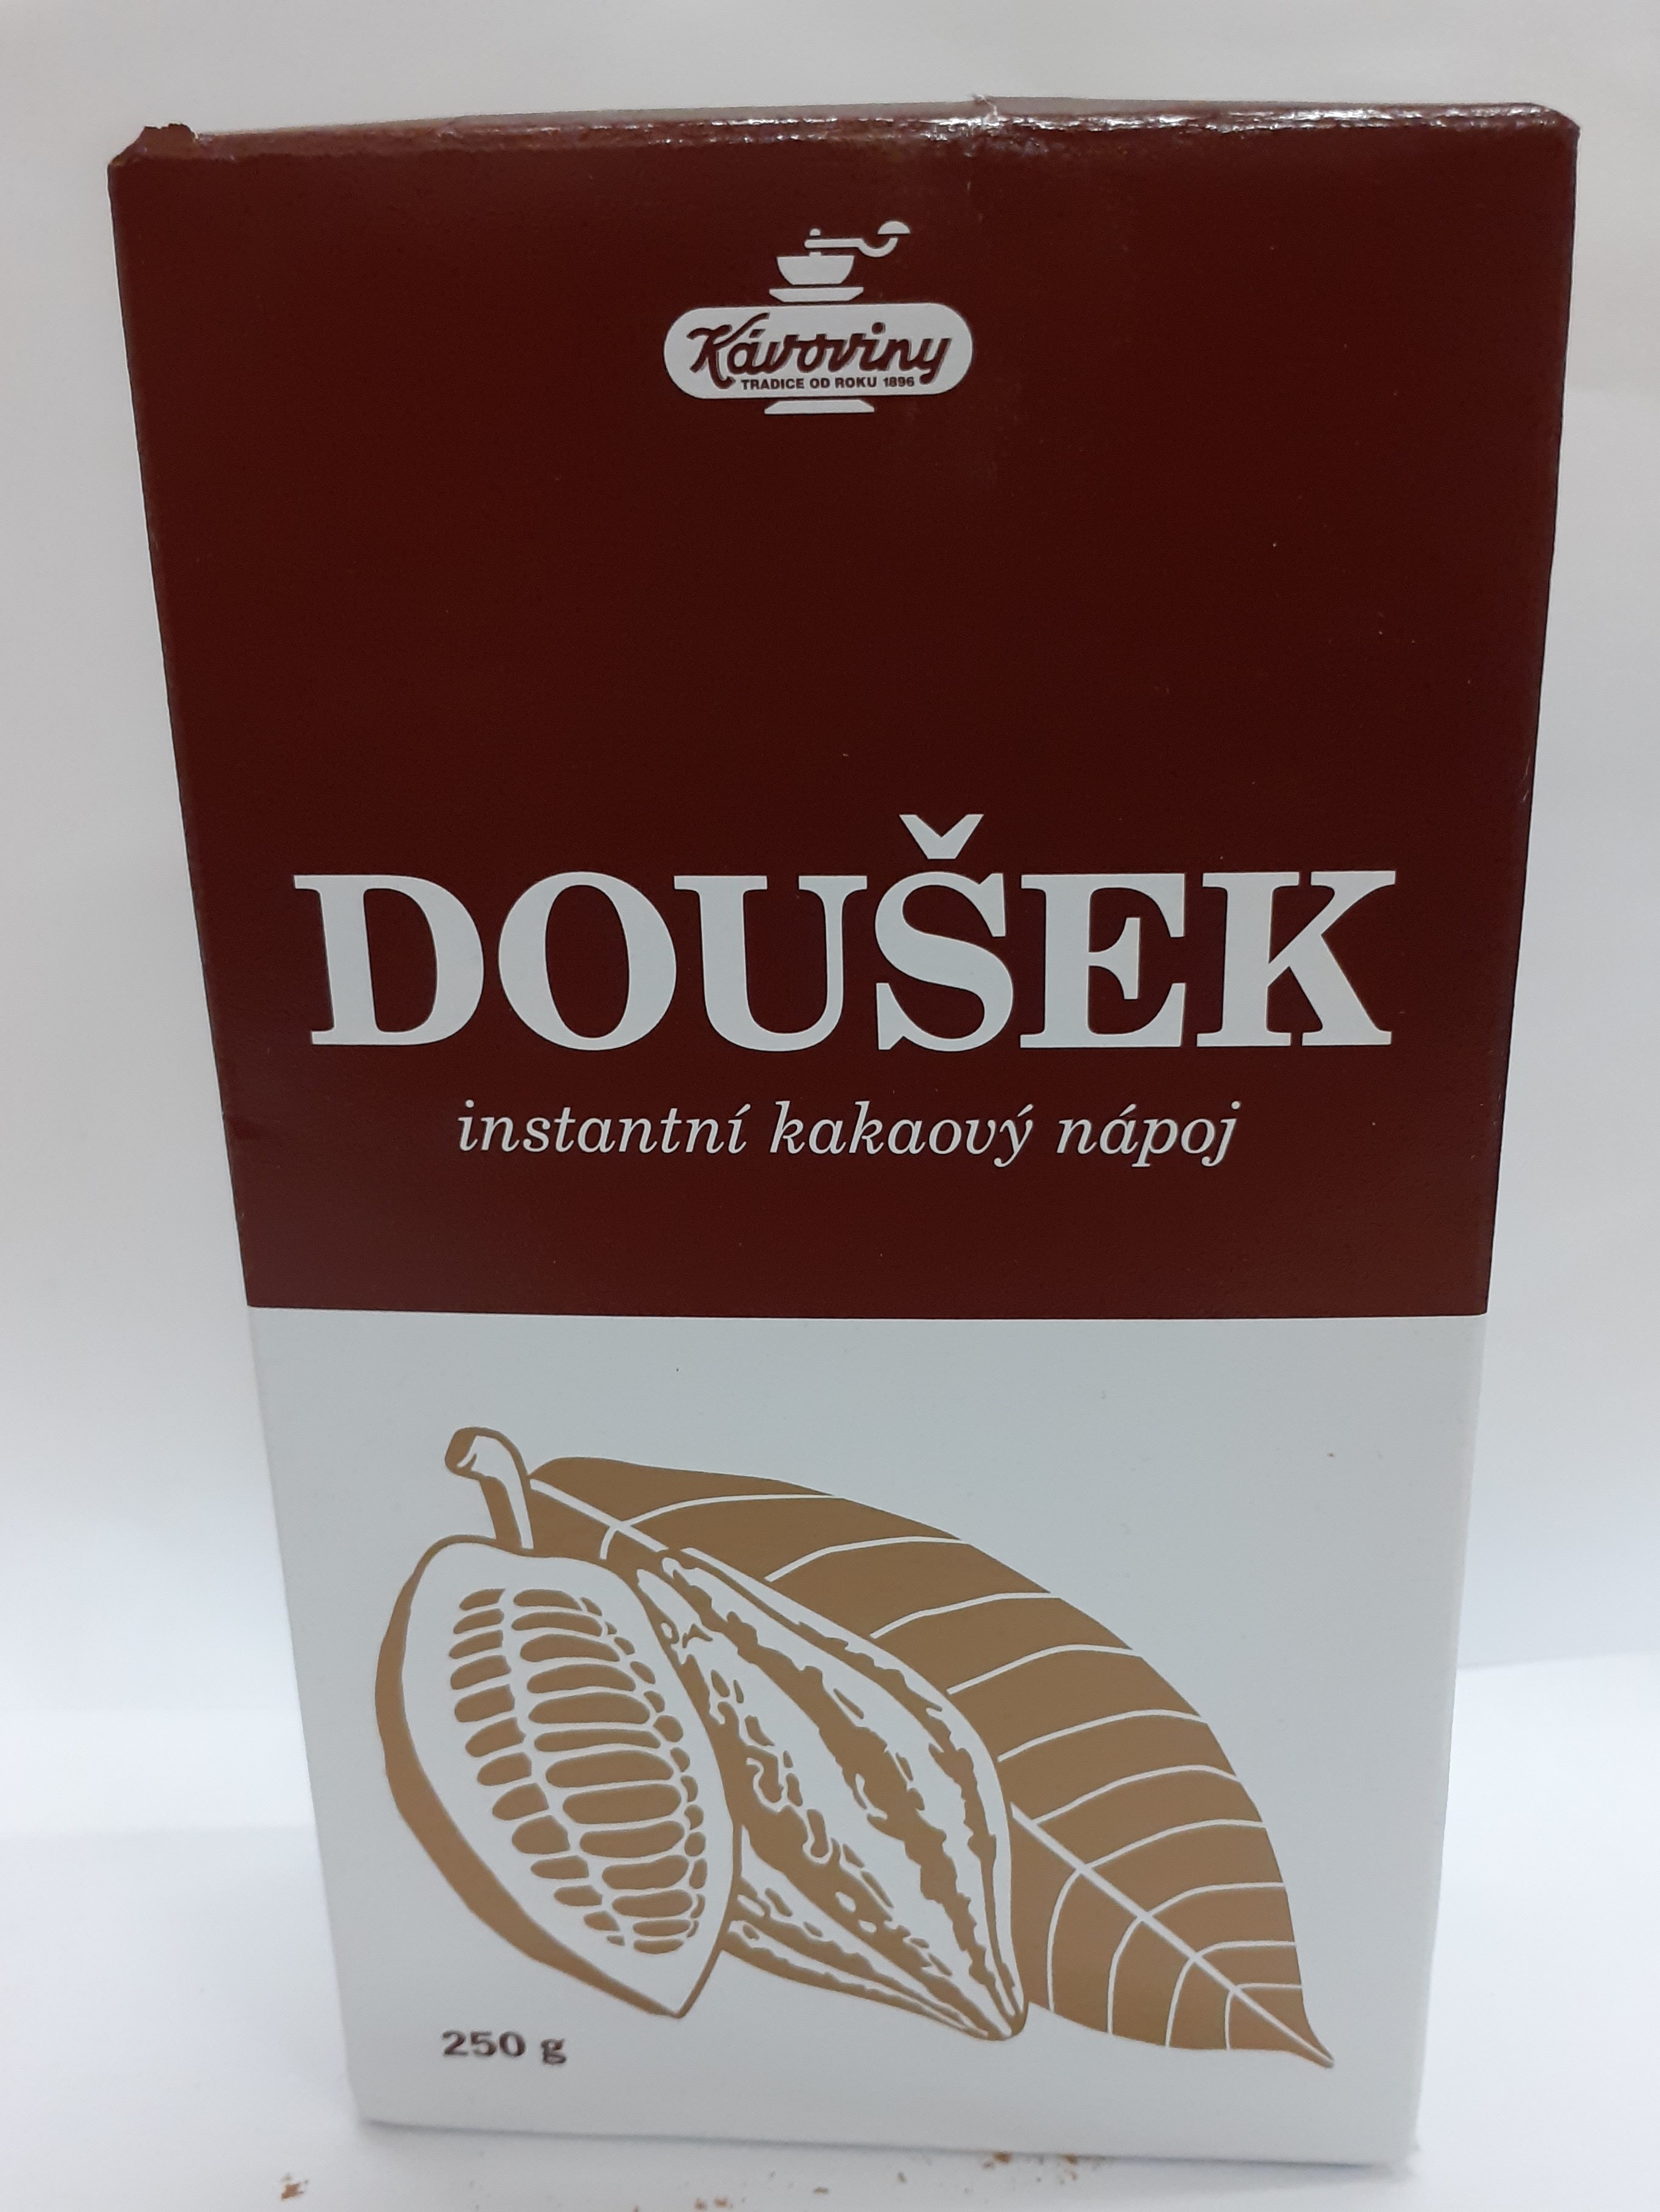 Kávoviny
TRADICE OD ROKU 1896
DOUŠEK
instantní kakaový nápoj
250 g